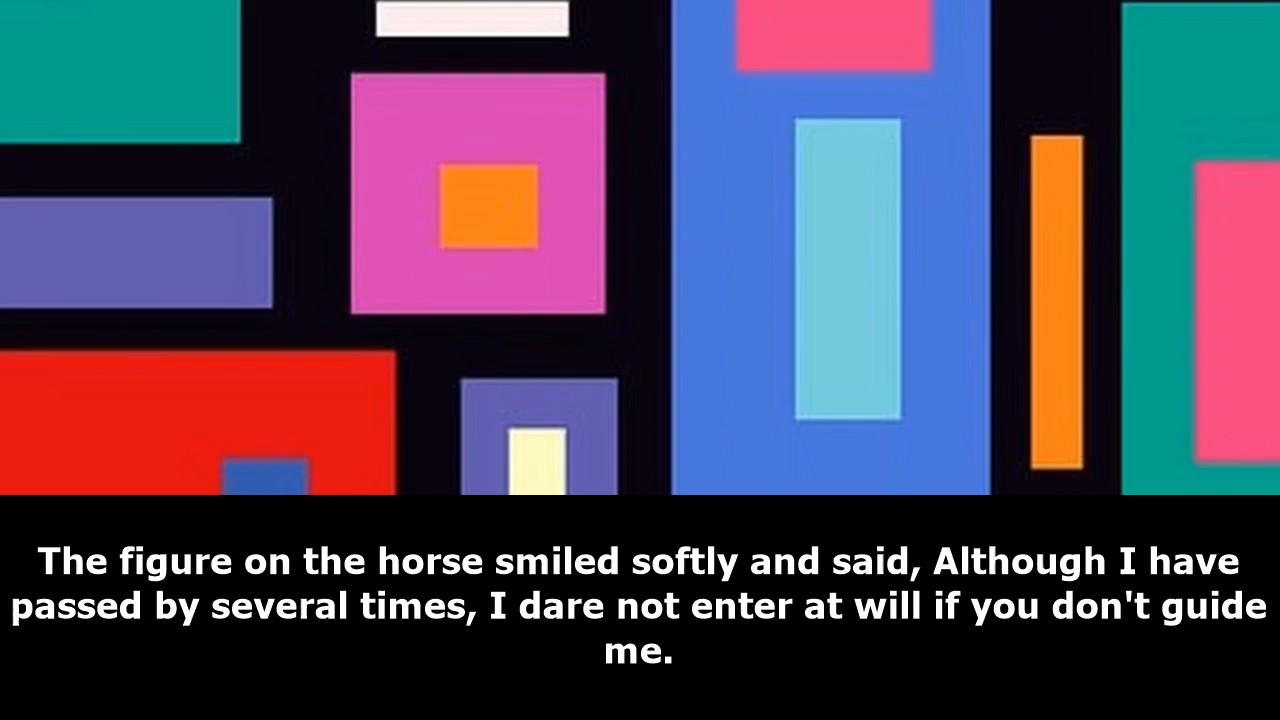 The figure on the horse smiled softly and said, Although I have
passed by several times, I dare not enter at will if you don't guide
me.